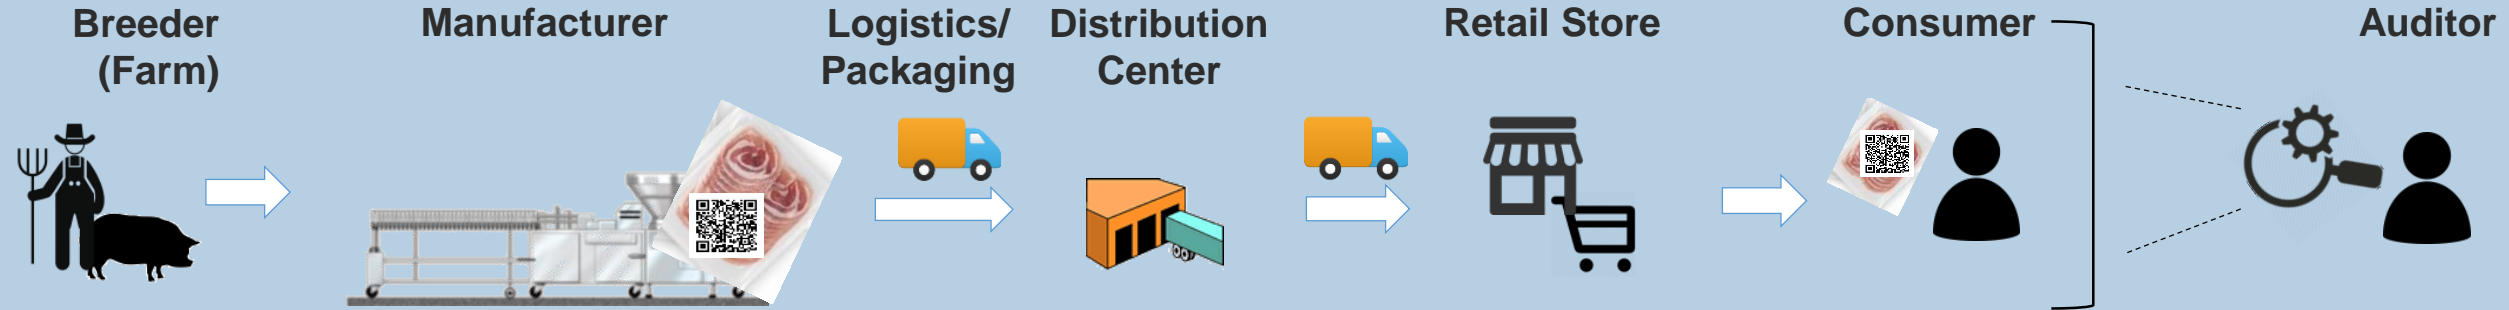 Breeder
(Farm)
Manufacturer
Logistics/
Packaging
Distribution
Center
Retail Store
Consumer
Auditor